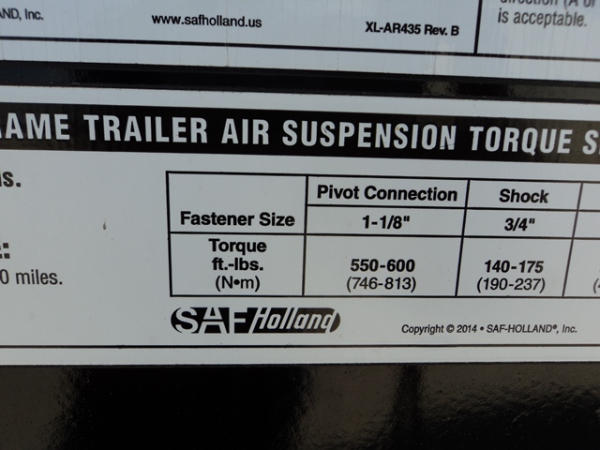 ND, Inc.
www.safholland.us
XL-AR435 Rev. B
is acceptable.
TRAILER AIR SUSPENSION TORQUE
Pivot Connection
Shock
Fastener Size
1-1/8"
3/4"
Torque
ft.-lbs.
(N•m)
550-600
(746-813)
140-175
(190-237)
0 miles.
SAF Holland
Copyright © 2014 • SAF-HOLLAND®, Inc.